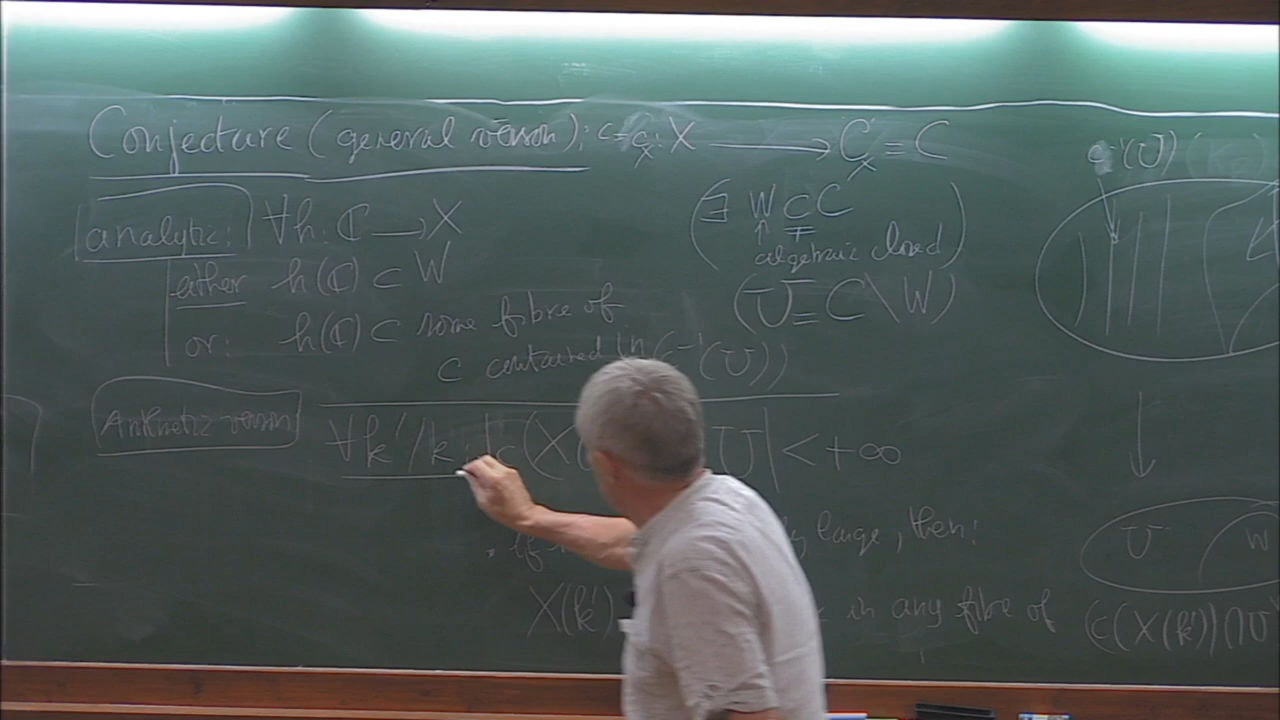 Conjecture (general version): c = c_X : X ⟶ C_X = C
c⁻¹(U)
analytic: ∀h: ℂ → X
(∃ W ⊊ C
algebraic closed)
either h(ℂ) ⊂ W
(U = C \ W)
or: h(ℂ) ⊂ some fibre of
c contained in c⁻¹(U))
Arithmetic version ∀k'/k, |c(X( U| < +∞
• If large, then:
U W
X(k') in any fibre of c(X(k')) ∩ U